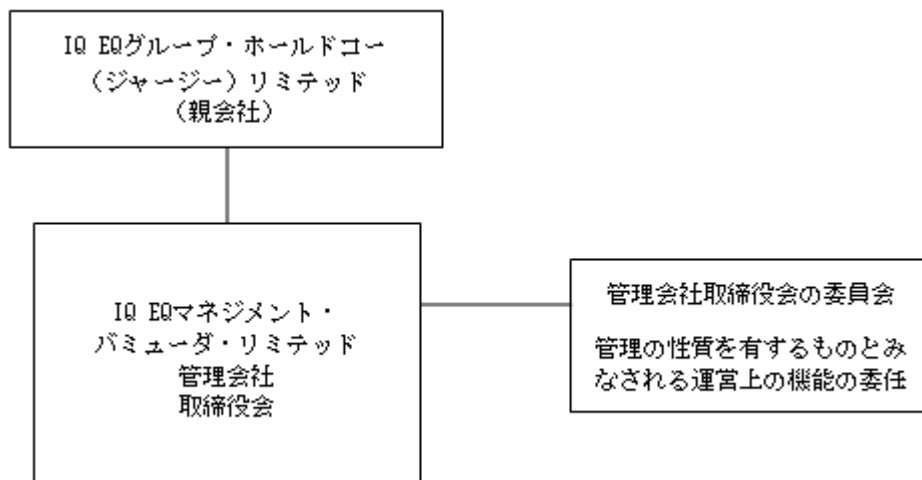 IQ EQグループ・ホールドコー
（ジャージー）リミテッド
（親会社）
IQ EQマネジメント・
バミューダ・リミテッド
管理会社
取締役会
管理会社取締役会の委員会
管理の性質を有するものとみ
なされる運営上の機能の委任